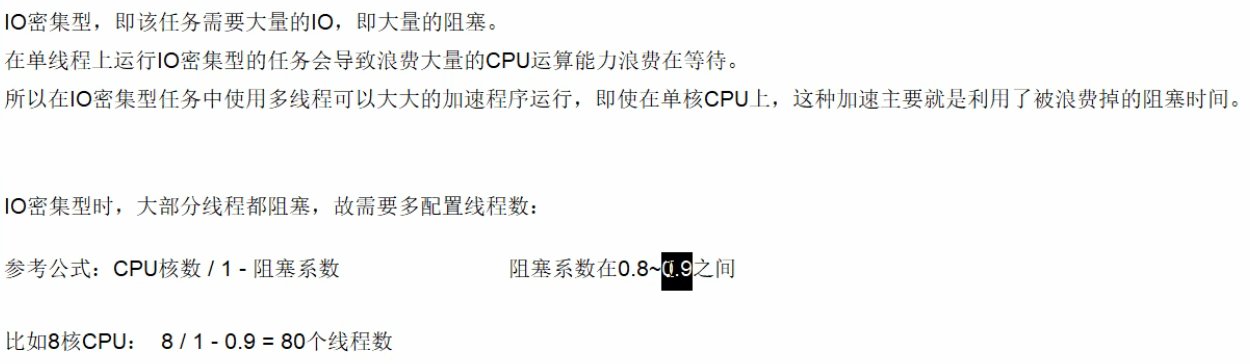 IO密集型，即该任务需要大量的IO，即大量的阻塞。
在单线程上运行IO密集型的任务会导致浪费大量的CPU运算能力浪费在等待。
所以在IO密集型任务中使用多线程可以大大的加速程序运行，即使在单核CPU上，这种加速主要就是利用了被浪费掉的阻塞时间。
IO密集型时，大部分线程都阻塞，故需要多配置线程数：
参考公式：CPU核数 / 1 - 阻塞系数 阻塞系数在0.8~0.9之间
比如8核CPU： 8 / 1 - 0.9 = 80个线程数